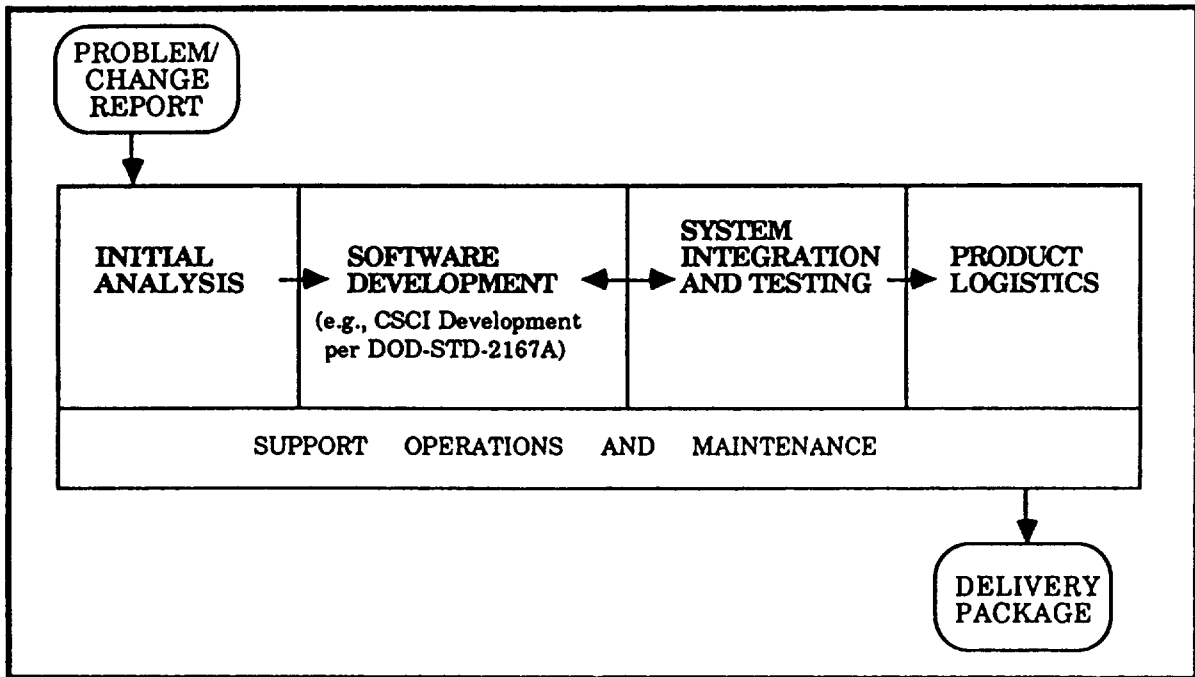 PROBLEM/
CHANGE
REPORT
INITIAL
ANALYSIS
SOFTWARE
DEVELOPMENT
(e.g., CSCI Development
per DOD-STD-2167A)
SYSTEM
INTEGRATION
AND TESTING
PRODUCT
LOGISTICS
SUPPORT OPERATIONS AND MAINTENANCE
DELIVERY
PACKAGE